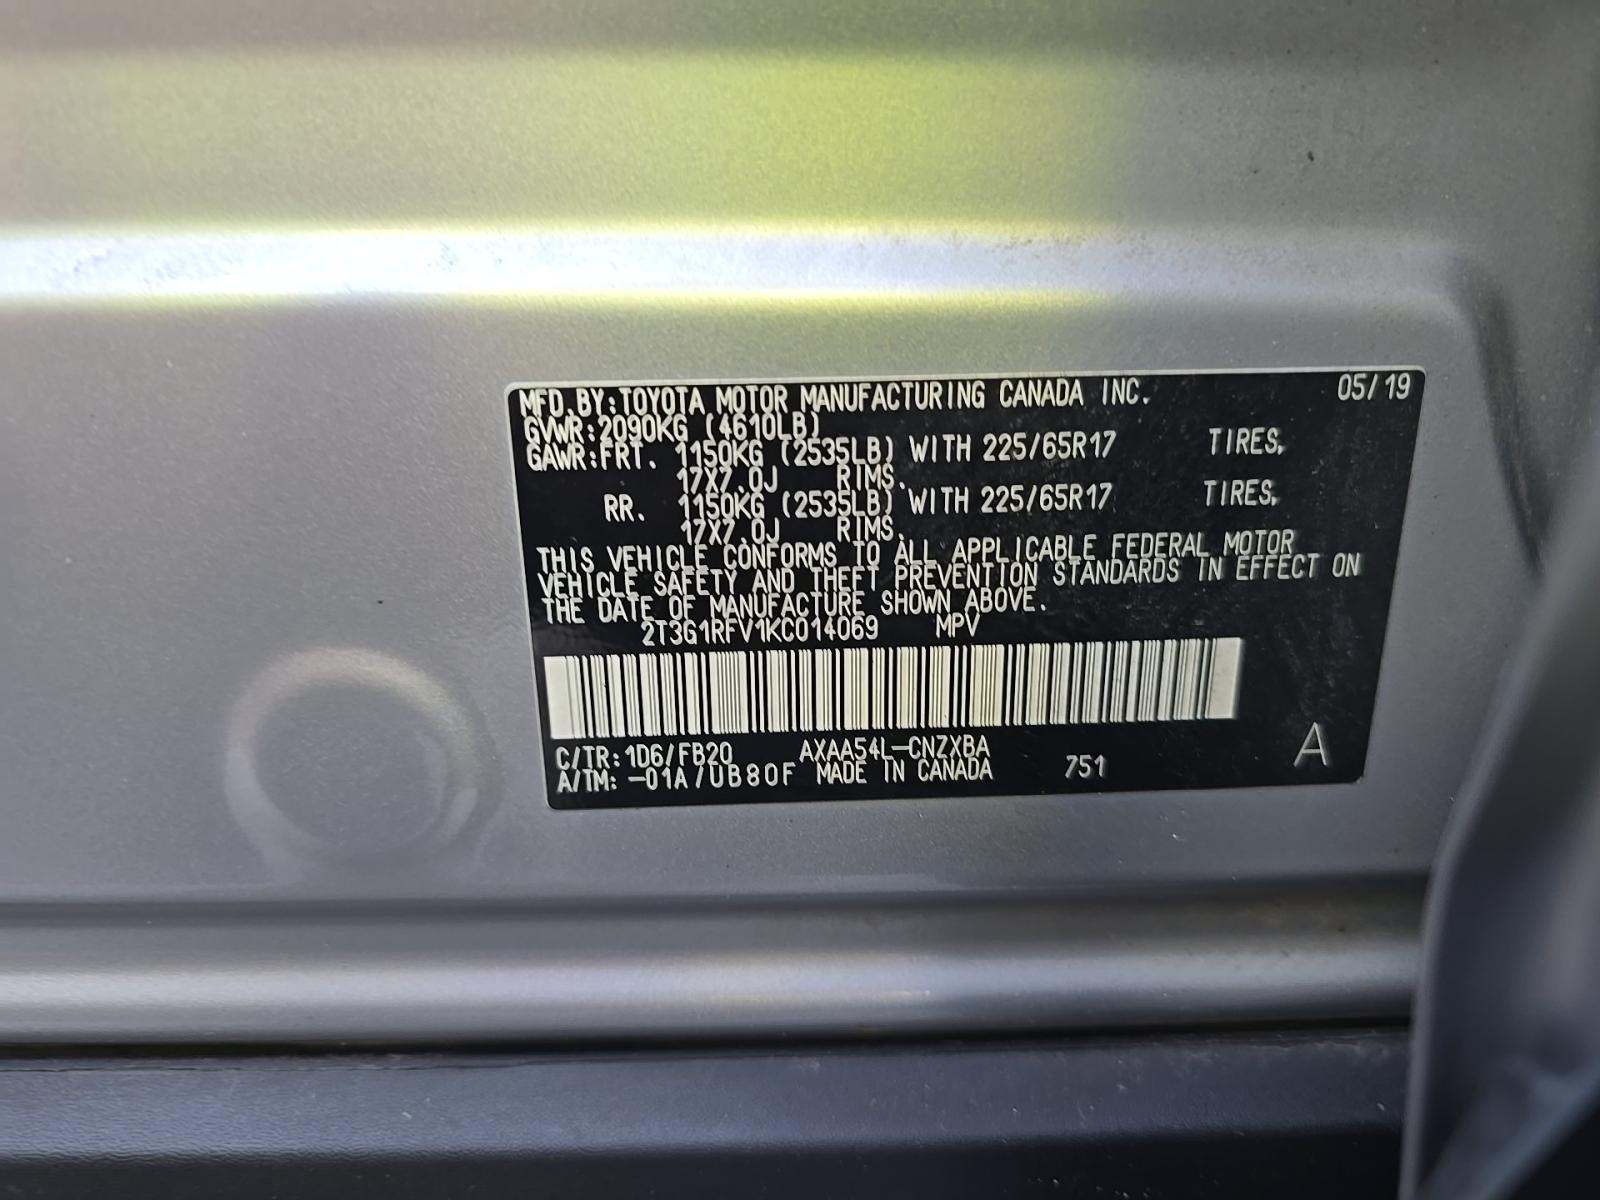 MFD.BY:TOYOTA MOTOR MANUFACTURING CANADA INC. 05/19
GVWR:2090KG (4610LB)
GAWR:FRT. 1150KG (2535LB) WITH 225/65R17 TIRES,
17X7.0J RIMS.
RR. 1150KG (2535LB) WITH 225/65R17 TIRES,
17X7.0J RIMS.
THIS VEHICLE CONFORMS TO ALL APPLICABLE FEDERAL MOTOR
VEHICLE SAFETY AND THEFT PREVENTION STANDARDS IN EFFECT ON
THE DATE OF MANUFACTURE SHOWN ABOVE.
2T3G1RFV1KC014069 MPV
C/TR:1D6/FB20 AXAA54L-CNZXBA
A/TM:-01A/UB80F MADE IN CANADA 751 A